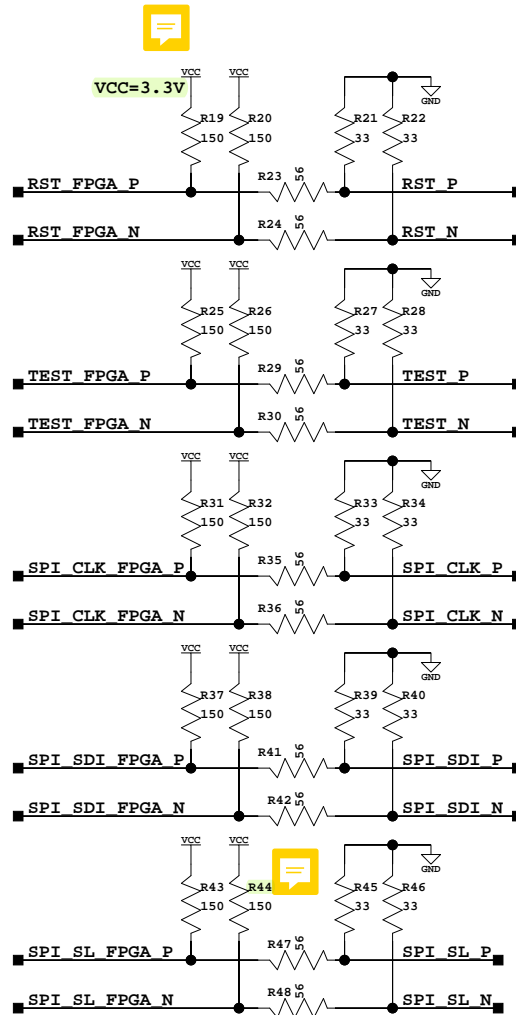 VCC VCC
VCC=3.3V
GND
R19 R20 R21 R22
150 150 33 33
R23 56
RST_FPGA_P RST_P
R24 56
RST_FPGA_N RST_N
VCC VCC
GND
R25 R26 R27 R28
150 150 33 33
R29 56
TEST_FPGA_P TEST_P
R30 56
TEST_FPGA_N TEST_N
VCC VCC
GND
R31 R32 R33 R34
150 150 33 33
R35 56
SPI_CLK_FPGA_P SPI_CLK_P
R36 56
SPI_CLK_FPGA_N SPI_CLK_N
VCC VCC
GND
R37 R38 R39 R40
150 150 33 33
R41 56
SPI_SDI_FPGA_P SPI_SDI_P
R42 56
SPI_SDI_FPGA_N SPI_SDI_N
VCC VCC
GND
R43 R44 R45 R46
150 150 33 33
R47 56
SPI_SL_FPGA_P SPI_SL_P
R48 56
SPI_SL_FPGA_N SPI_SL_N